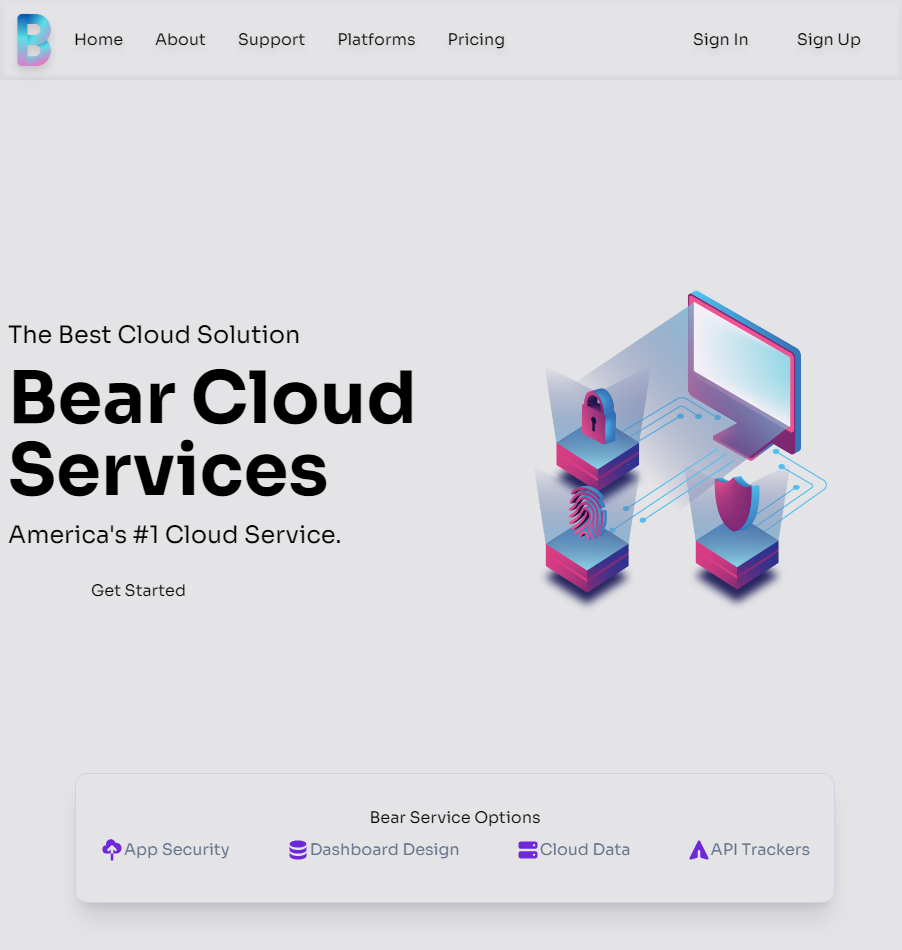 B Home About Support Platforms Pricing Sign In Sign Up
The Best Cloud Solution
Bear Cloud
Services
America's #1 Cloud Service.
Get Started
Bear Service Options
App Security Dashboard Design Cloud Data API Trackers